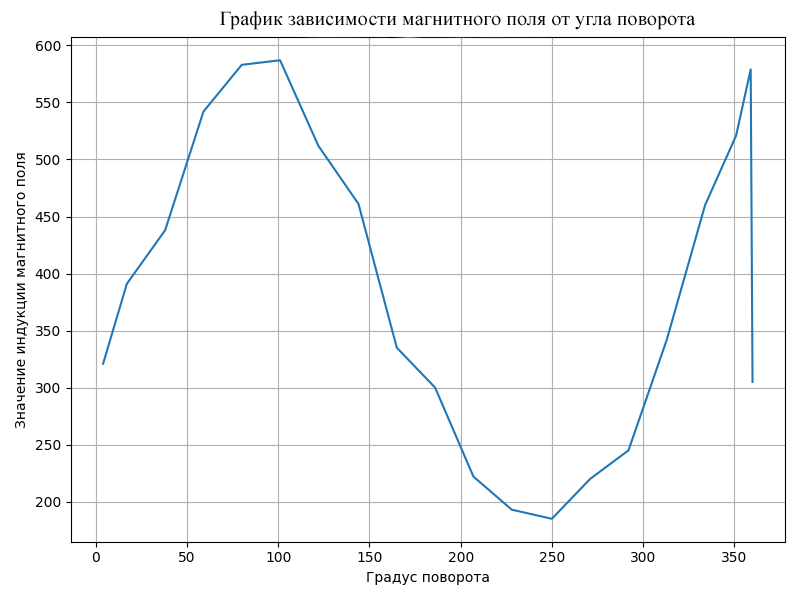 График зависимости магнитного поля от угла поворота
Значение индукции магнитного поля
600
550
500
450
400
350
300
250
200
0 50 100 150 200 250 300 350
Градус поворота